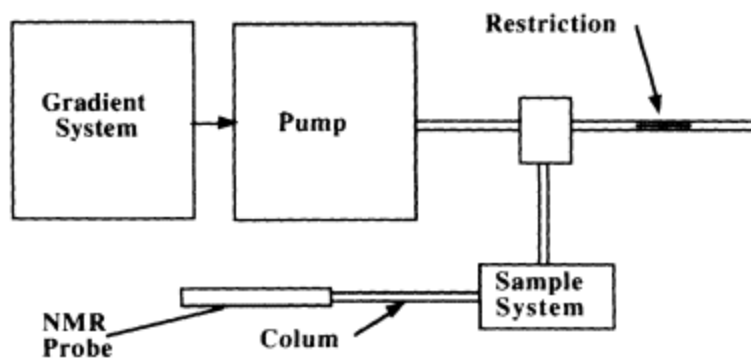 Restriction
Gradient
System
Pump
Sample
System
NMR
Probe
Colum